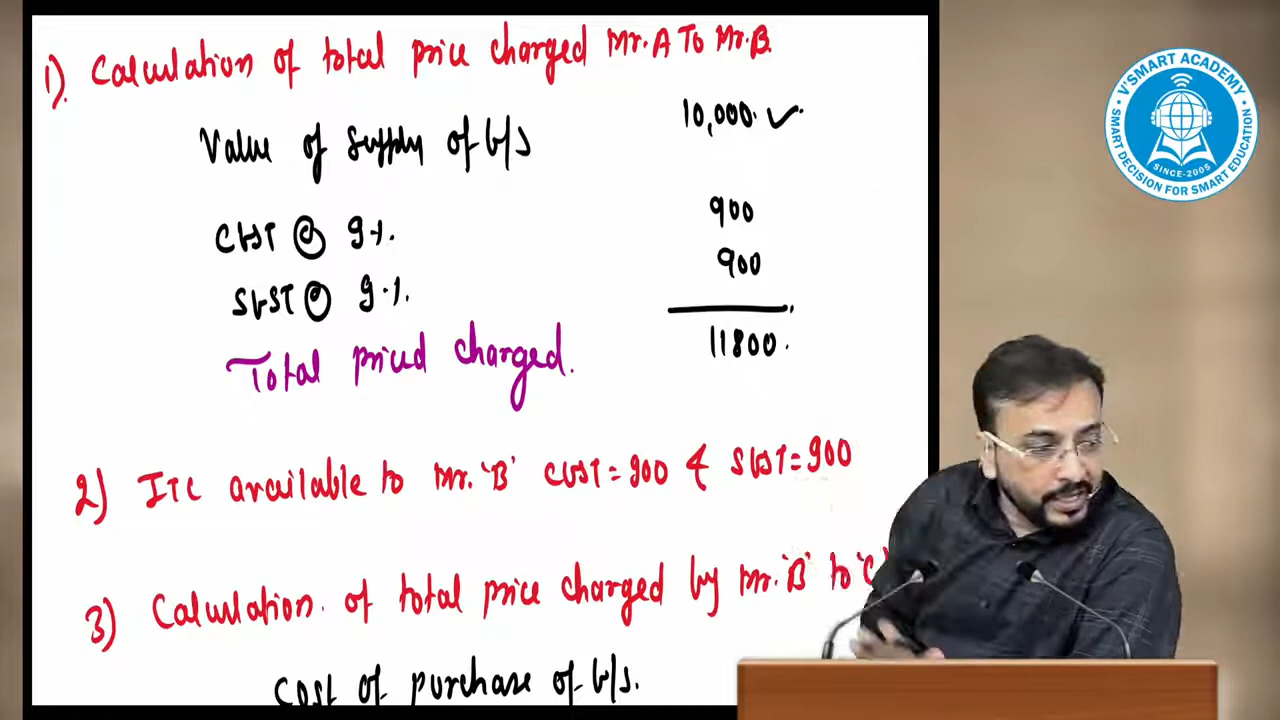 1). Calculation of total price charged Mr. A To Mr. B.
Value of supply of G/S 10,000.
CGST @ 9%. 900
SGST @ 9%. 900
Total priced charged. 11800.
2) ITC available to Mr. 'B' CGST = 900 & SGST = 900
3) Calculation. of total price charged by Mr. 'B' to 'C'
Cost of purchase of G/S.
V'SMART ACADEMY
SINCE-2005
SMART DECISION FOR SMART EDUCATION